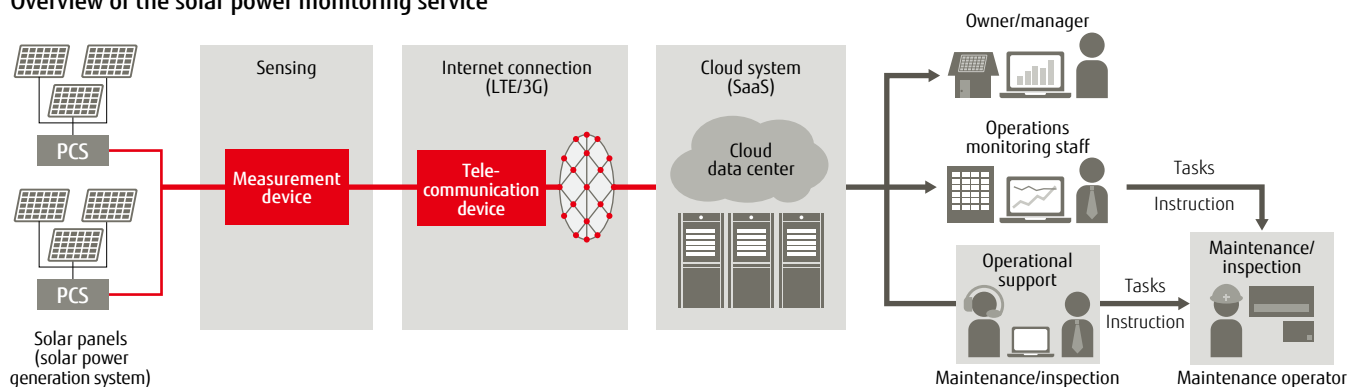 Overview of the solar power monitoring service
PCS
PCS
Solar panels
(solar power
generation system)
Sensing
Measurement
device
Internet connection
(LTE/3G)
Tele-
communication
device
Cloud system
(SaaS)
Cloud
data center
Owner/manager
Operations
monitoring staff
Tasks
Instruction
Operational
support
Maintenance/inspection
Tasks
Instruction
Maintenance/
inspection
Maintenance operator